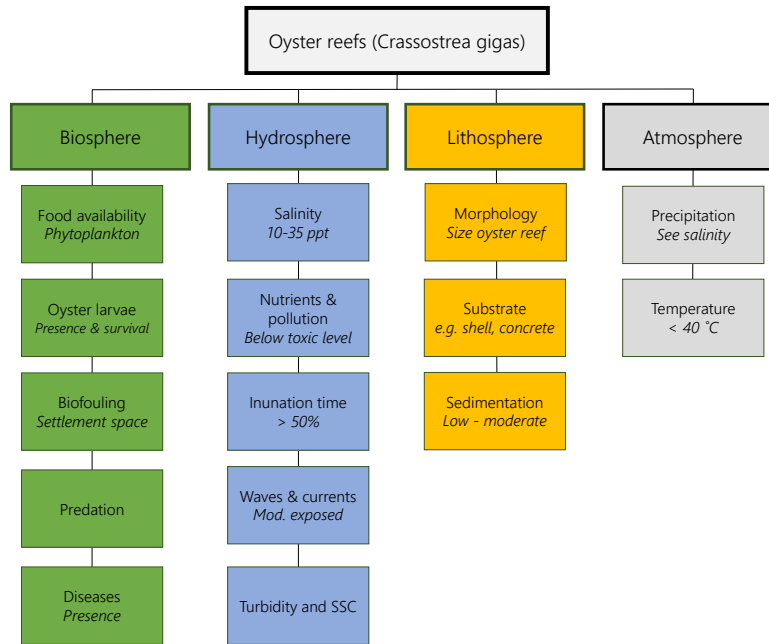 Oyster reefs (Crassostrea gigas)
Biosphere
Food availability
Phytoplankton
Oyster larvae
Presence & survival
Biofouling
Settlement space
Predation
Diseases
Presence
Hydrosphere
Salinity
10-35 ppt
Nutrients &
pollution
Below toxic level
Inunation time
> 50%
Waves & currents
Mod. exposed
Turbidity and SSC
Lithosphere
Morphology
Size oyster reef
Substrate
e.g. shell, concrete
Sedimentation
Low - moderate
Atmosphere
Precipitation
See salinity
Temperature
< 40 ˚C